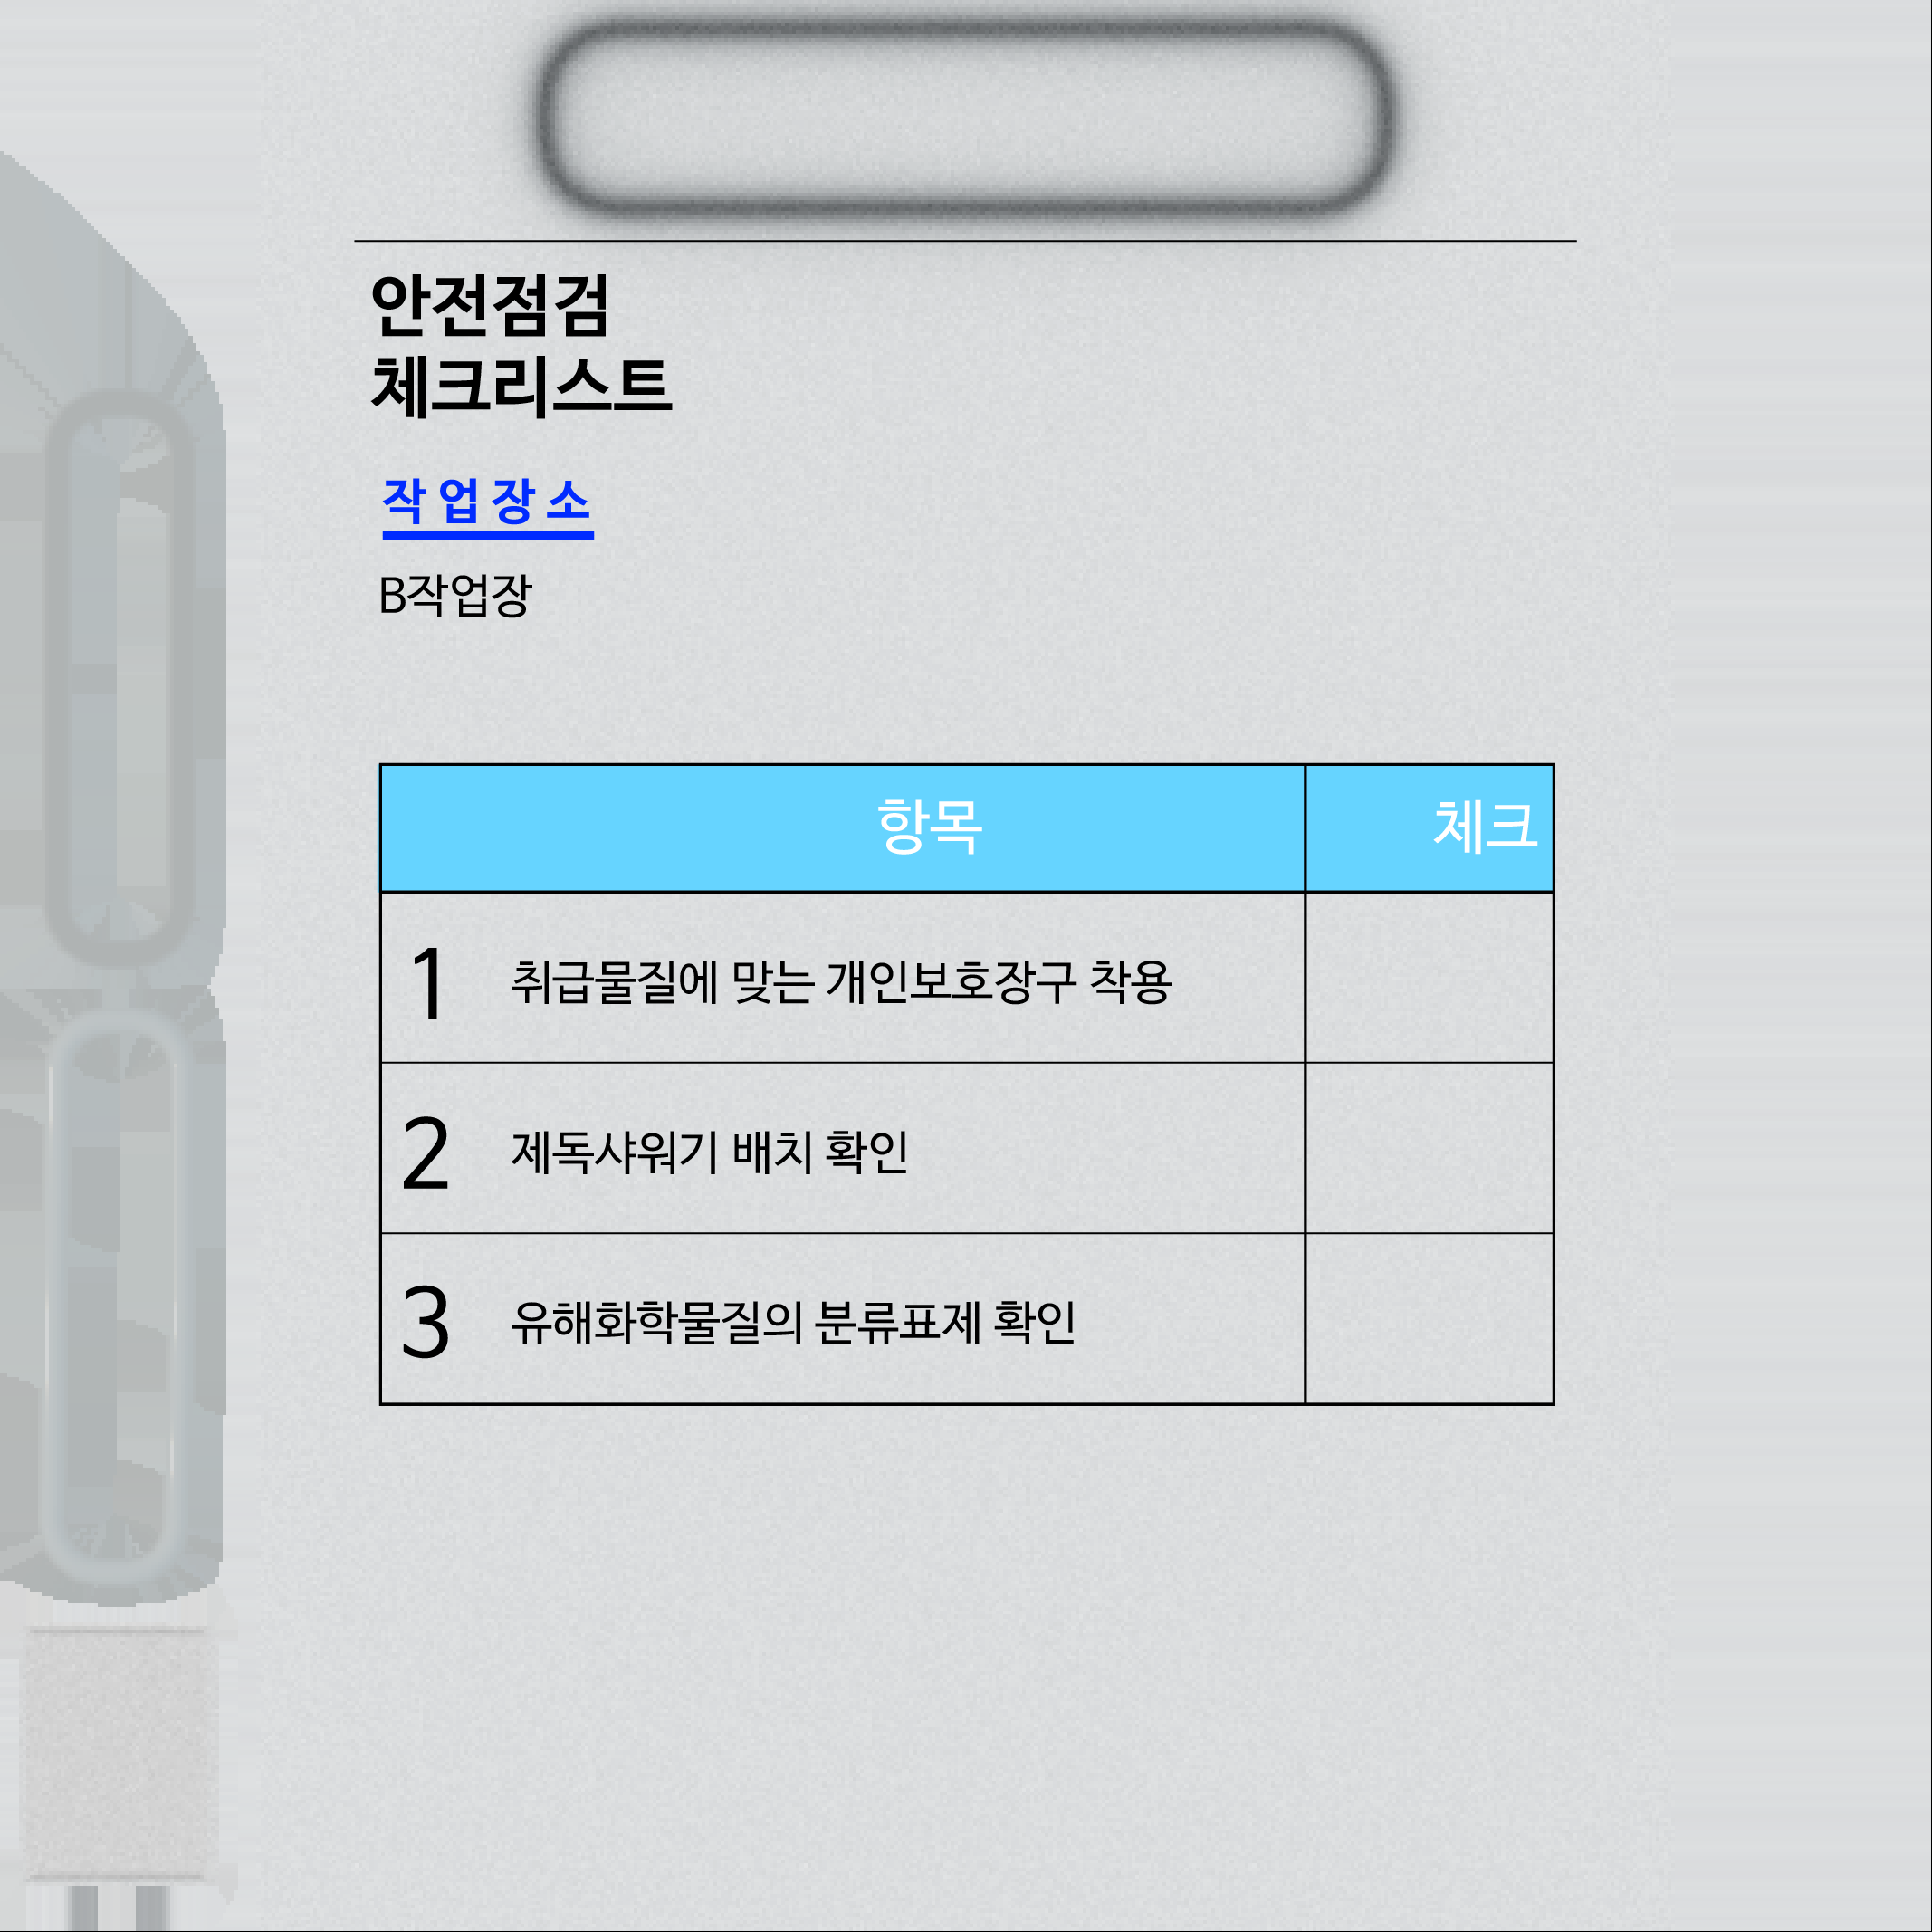 안전점검
체크리스트
작업장소
B작업장
항목 체크
1 취급물질에 맞는 개인보호장구 착용
2 제독샤워기 배치 확인
3 유해화학물질의 분류표제 확인